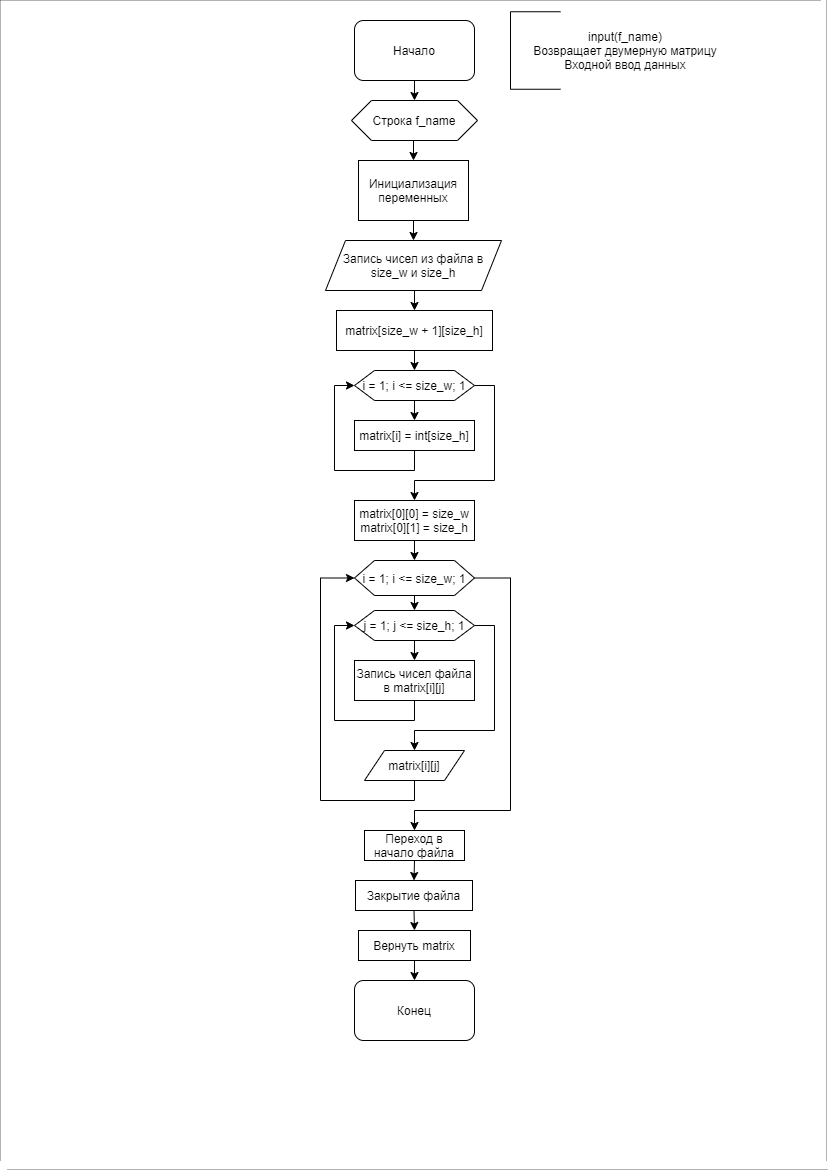 Начало
input(f_name)
Возвращает двумерную матрицу
Входной ввод данных
Строка f_name
Инициализация
переменных
Запись чисел из файла в
size_w и size_h
matrix[size_w + 1][size_h]
i = 1; i <= size_w; 1
matrix[i] = int[size_h]
matrix[0][0] = size_w
matrix[0][1] = size_h
i = 1; i <= size_w; 1
j = 1; j <= size_h; 1
Запись чисел файла
в matrix[i][j]
matrix[i][j]
Переход в
начало файла
Закрытие файла
Вернуть matrix
Конец